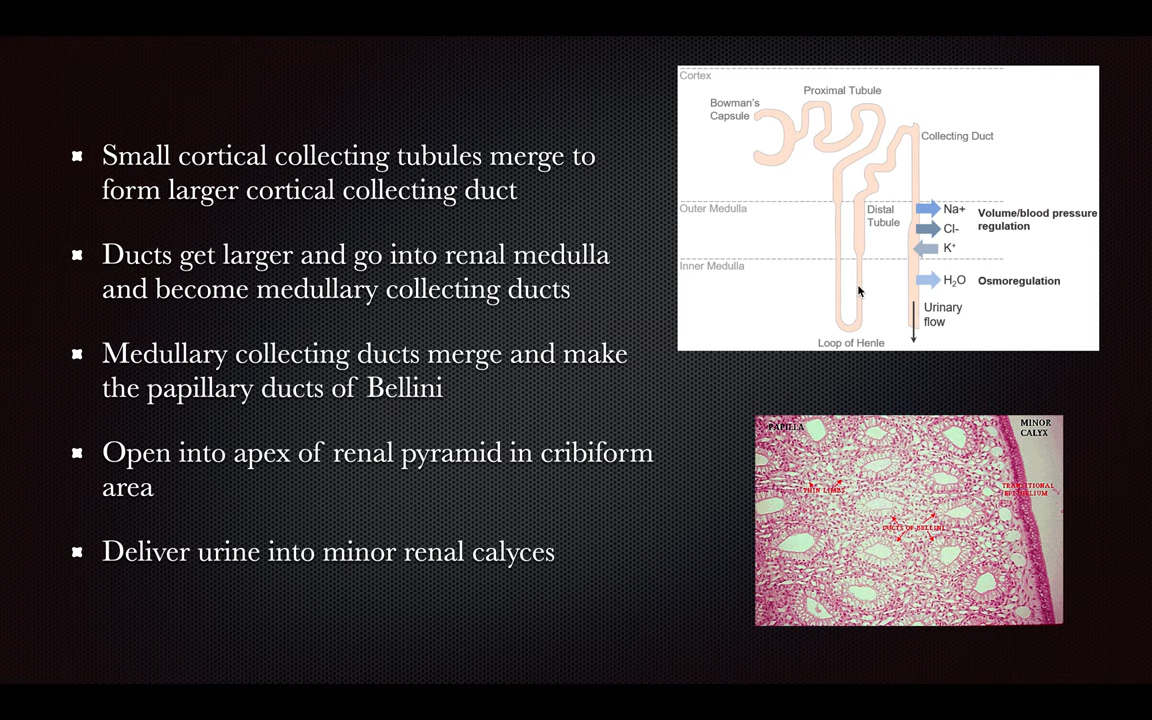 Small cortical collecting tubules merge to
form larger cortical collecting duct
Ducts get larger and go into renal medulla
and become medullary collecting ducts
Medullary collecting ducts merge and make
the papillary ducts of Bellini
Open into apex of renal pyramid in cribiform
area
Deliver urine into minor renal calyces
Cortex
Proximal Tubule
Bowman's
Capsule
Collecting Duct
Outer Medulla
Distal
Tubule
Na+
Cl-
K+
Volume/blood pressure
regulation
Inner Medulla
H2O
Osmoregulation
Urinary
flow
Loop of Henle
PAPILLA
MINOR
CALYX
THIN LIMBS
TRANSITIONAL
EPITHELIUM
DUCTS OF BELLINI